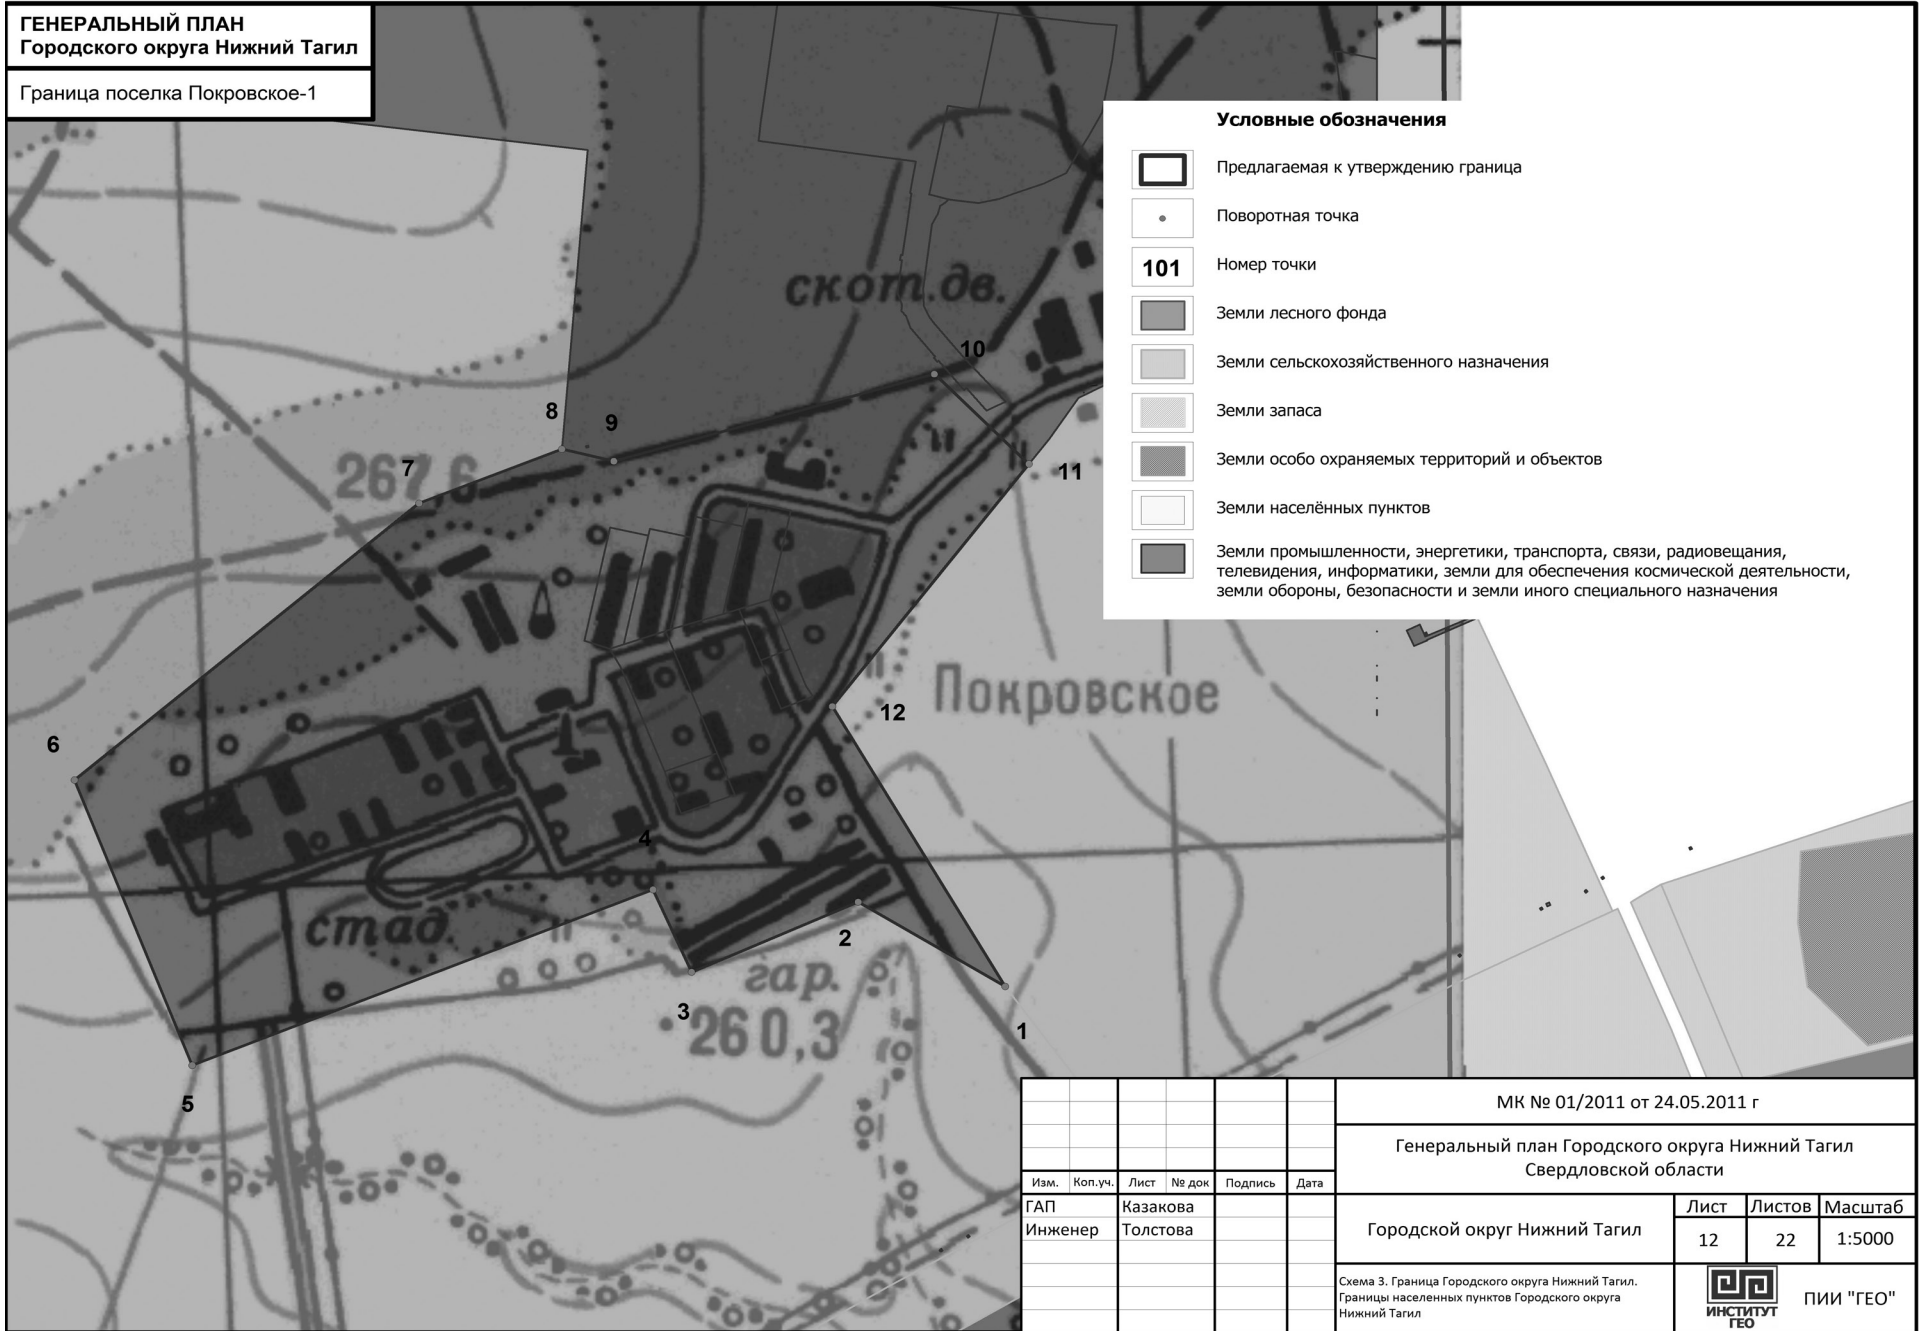 ГЕНЕРАЛЬНЫЙ ПЛАН
Городского округа Нижний Тагил
Граница поселка Покровское-1
Условные обозначения
Предлагаемая к утверждению граница
Поворотная точка
101 Номер точки
Земли лесного фонда
Земли сельскохозяйственного назначения
Земли запаса
Земли особо охраняемых территорий и объектов
Земли населённых пунктов
Земли промышленности, энергетики, транспорта, связи, радиовещания,
телевидения, информатики, земли для обеспечения космической деятельности,
земли обороны, безопасности и земли иного специального назначения
скот.дв.
10
8
9
7
267,6
11
Покровское
12
6
4
стад.
2
гар.
3
260,3
1
5
МК № 01/2011 от 24.05.2011 г
Генеральный план Городского округа Нижний Тагил
Свердловской области
Изм. Коп.уч. Лист № док Подпись Дата
ГАП Казакова
Инженер Толстова
Городской округ Нижний Тагил
Лист Листов Масштаб
12 22 1:5000
Схема 3. Граница Городского округа Нижний Тагил.
Границы населенных пунктов Городского округа
Нижний Тагил
ИНСТИТУТ
ГЕО
ПИИ "ГЕО"